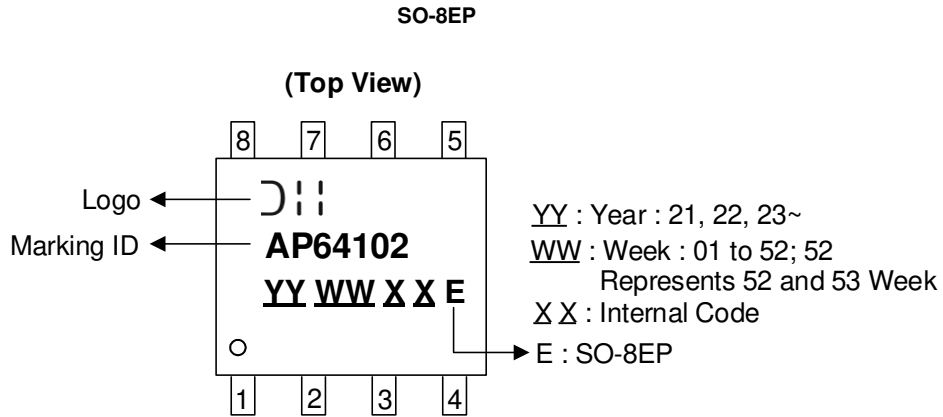 SO-8EP
(Top View)
8 7 6 5
Logo
Marking ID
AP64102
YY WW X X E
1 2 3 4
YY : Year : 21, 22, 23~
WW : Week : 01 to 52; 52
Represents 52 and 53 Week
X X : Internal Code
E : SO-8EP